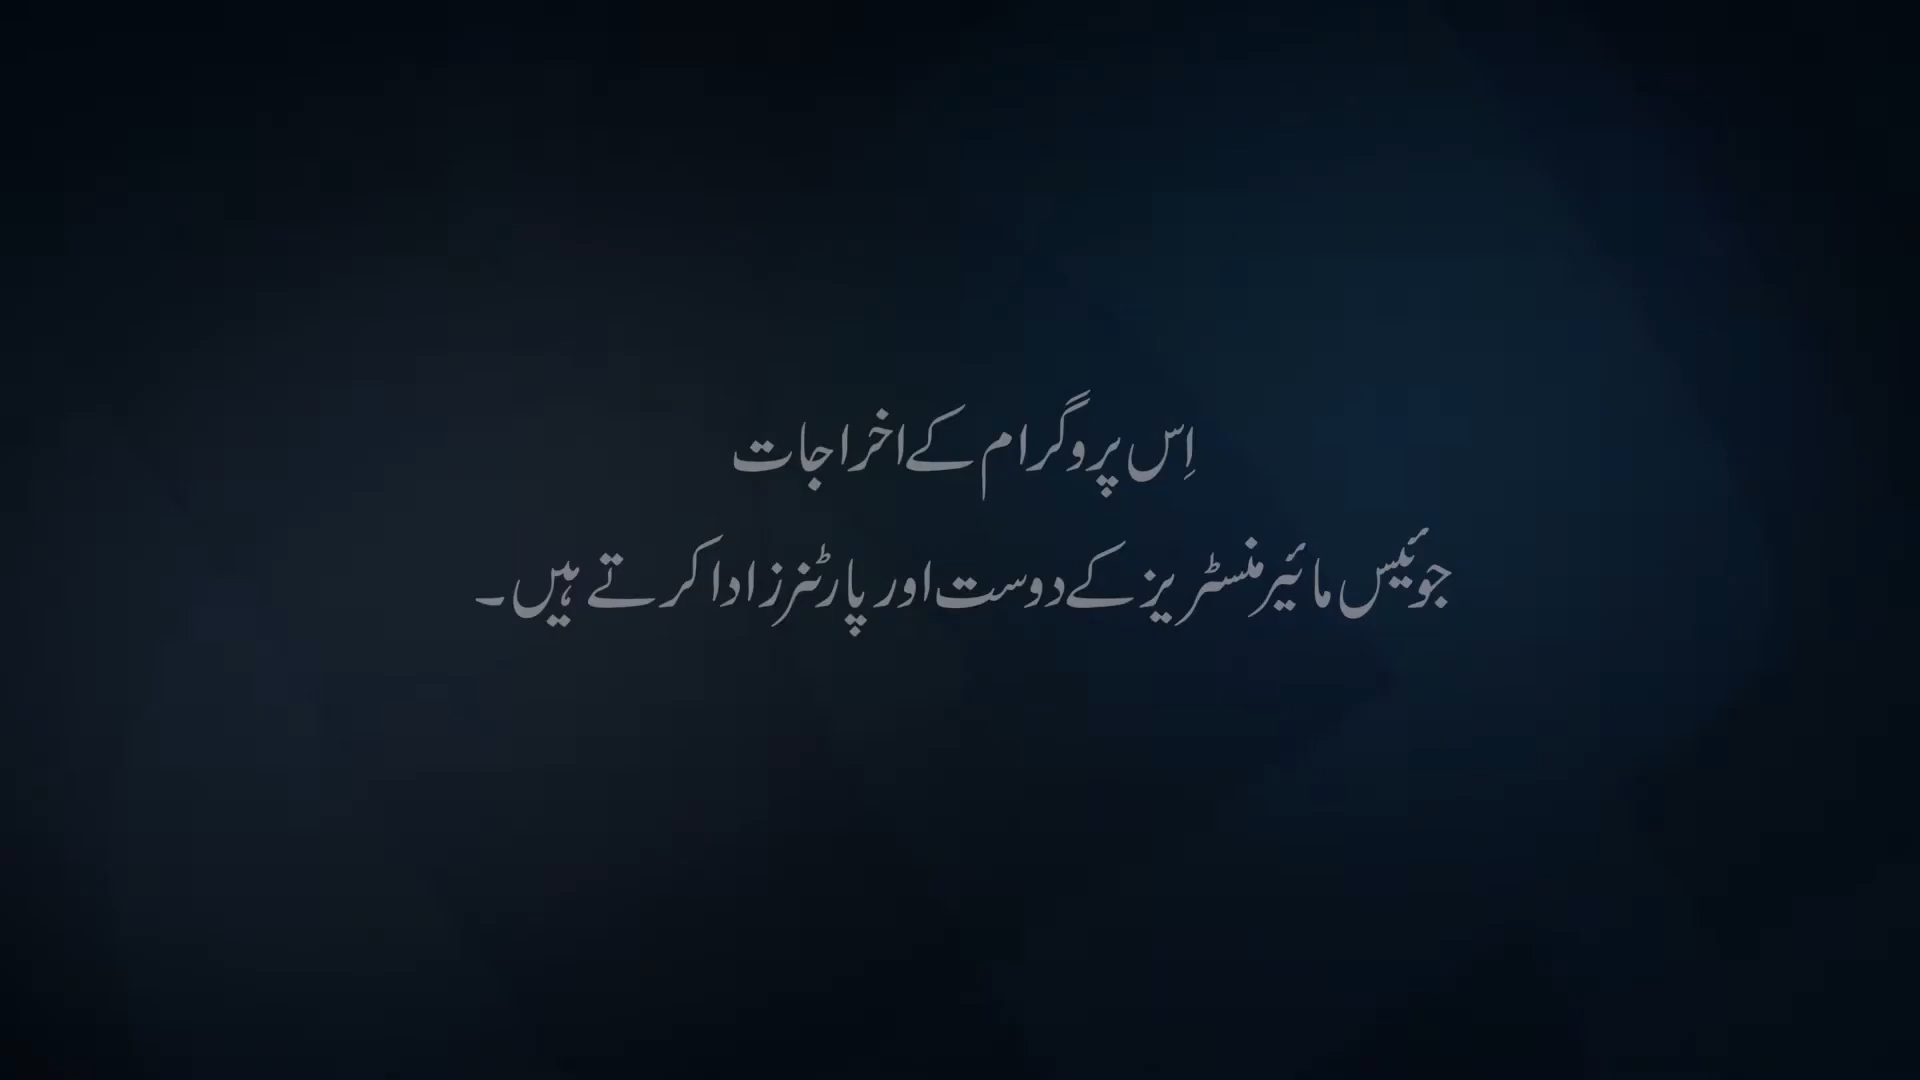 اِس پروگرام کے اخراجات
جوئیس مائیر منسٹریز کے دوست اور پارٹنرز ادا کرتے ہیں۔